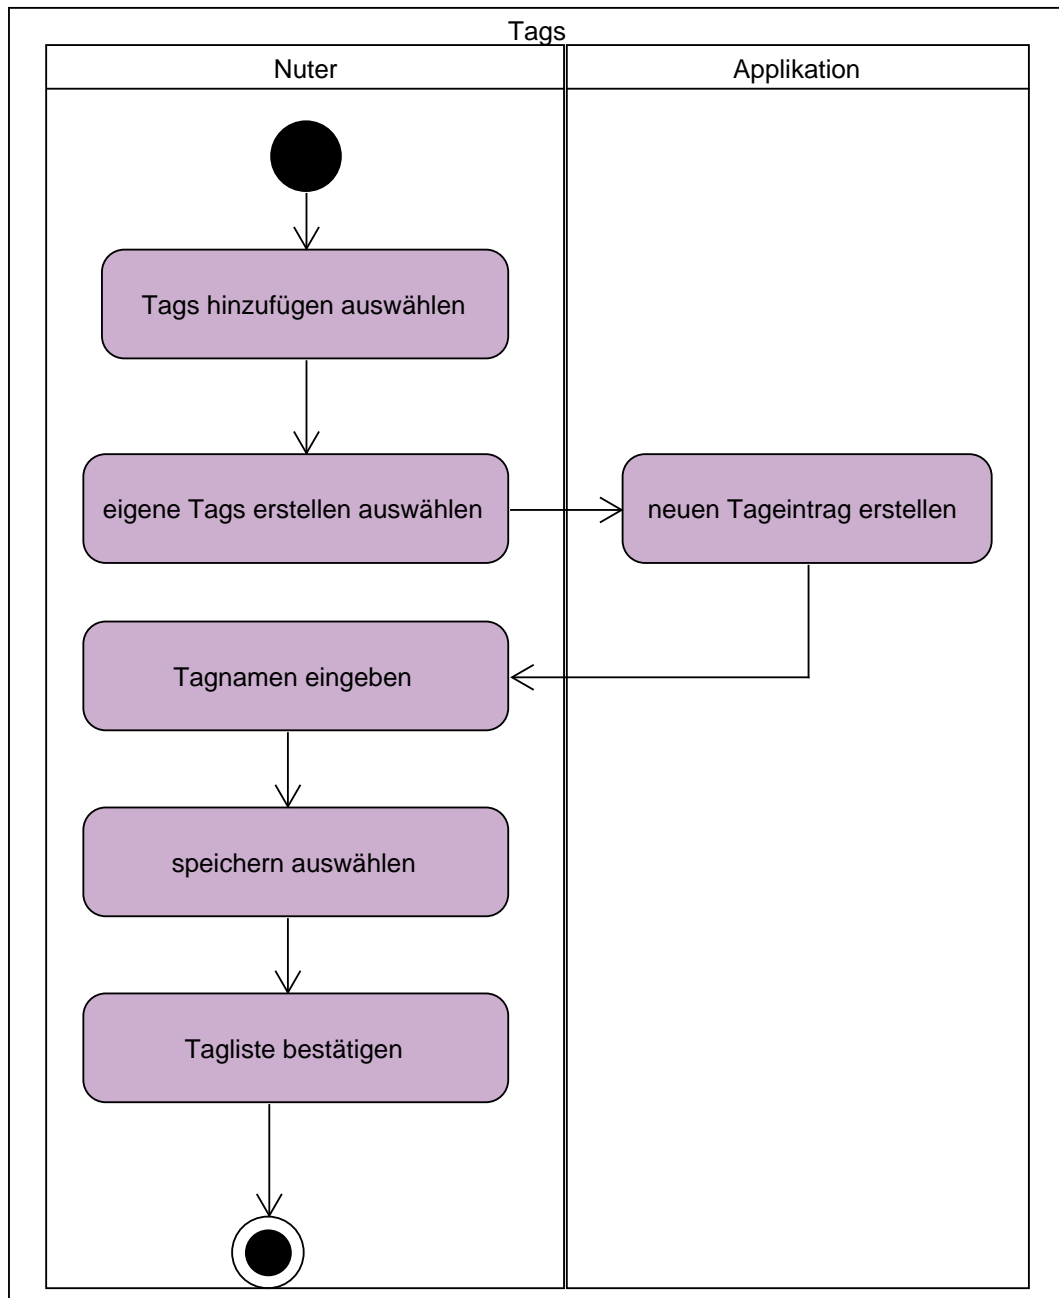 Tags
Nuter
Applikation
Tags hinzufügen auswählen
eigene Tags erstellen auswählen
neuen Tageintrag erstellen
Tagnamen eingeben
speichern auswählen
Tagliste bestätigen